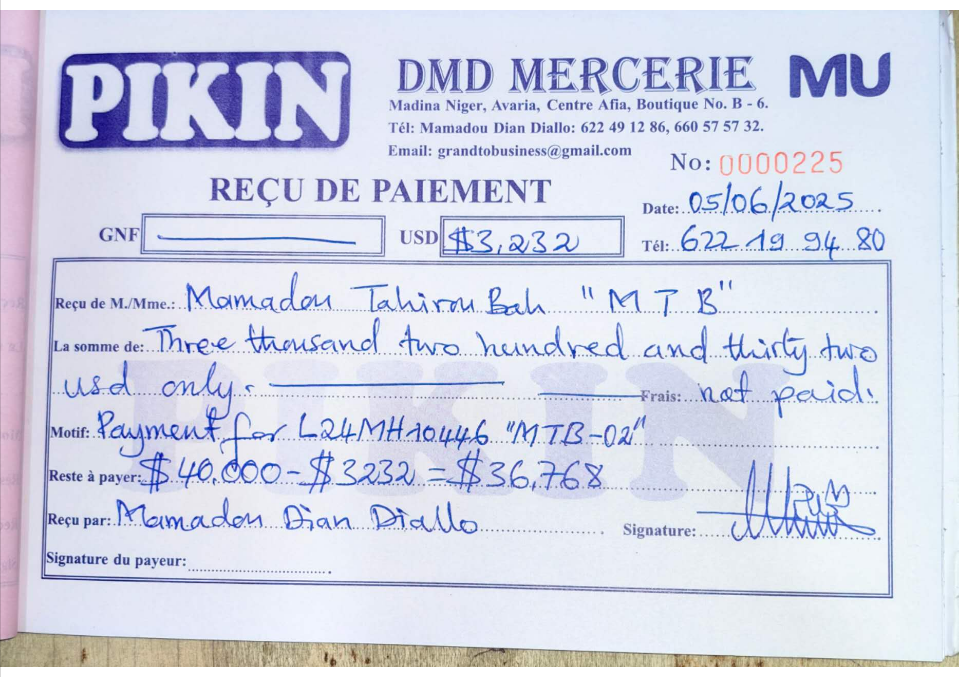 PIKIN
DMD MERCERIE
MU
Madina Niger, Avaria, Centre Afia, Boutique No. B - 6.
Tél: Mamadou Dian Diallo: 622 49 12 86, 660 57 57 32.
Email: grandtobusiness@gmail.com
No: 0000225
REÇU DE PAIEMENT
Date: 05/06/2025
GNF USD $3,232
Tél: 622 19 94 80
Reçu de M./Mme.: Mamadou Tahirou Bah "M T B"
La somme de: Three thousand two hundred and thirty two
usd only. Frais: not paid.
Motif: Payment for L24MH10446 "MTB-02"
Reste à payer: $40,000 - $3232 = $36,768
Reçu par: Mamadou Dian Diallo Signature:
Signature du payeur:
PIKIN